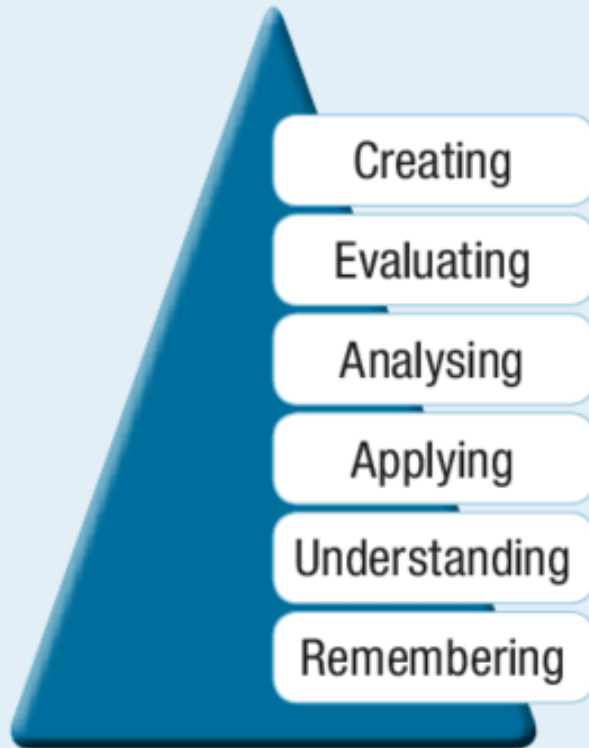 Creating
Evaluating
Analysing
Applying
Understanding
Remembering